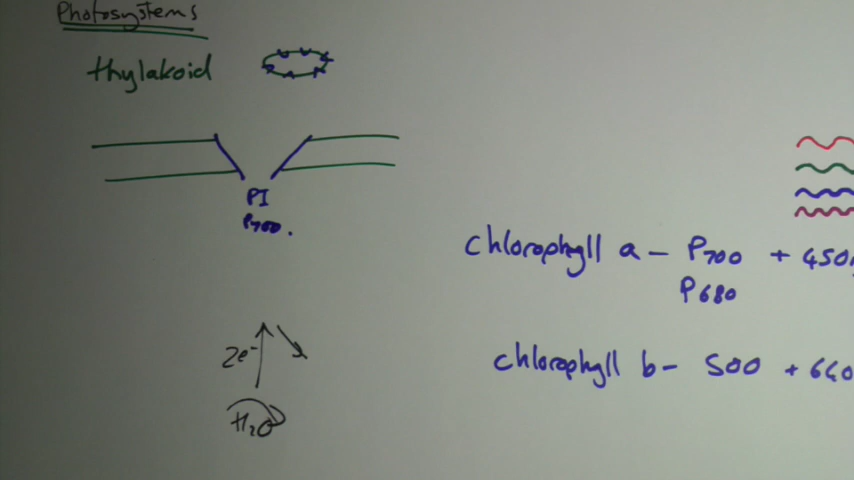 Photosystems
thylakoid
PI
P700.
chlorophyll a - P700 + 450
P680
chlorophyll b - 500 + 640
2e-
H2O